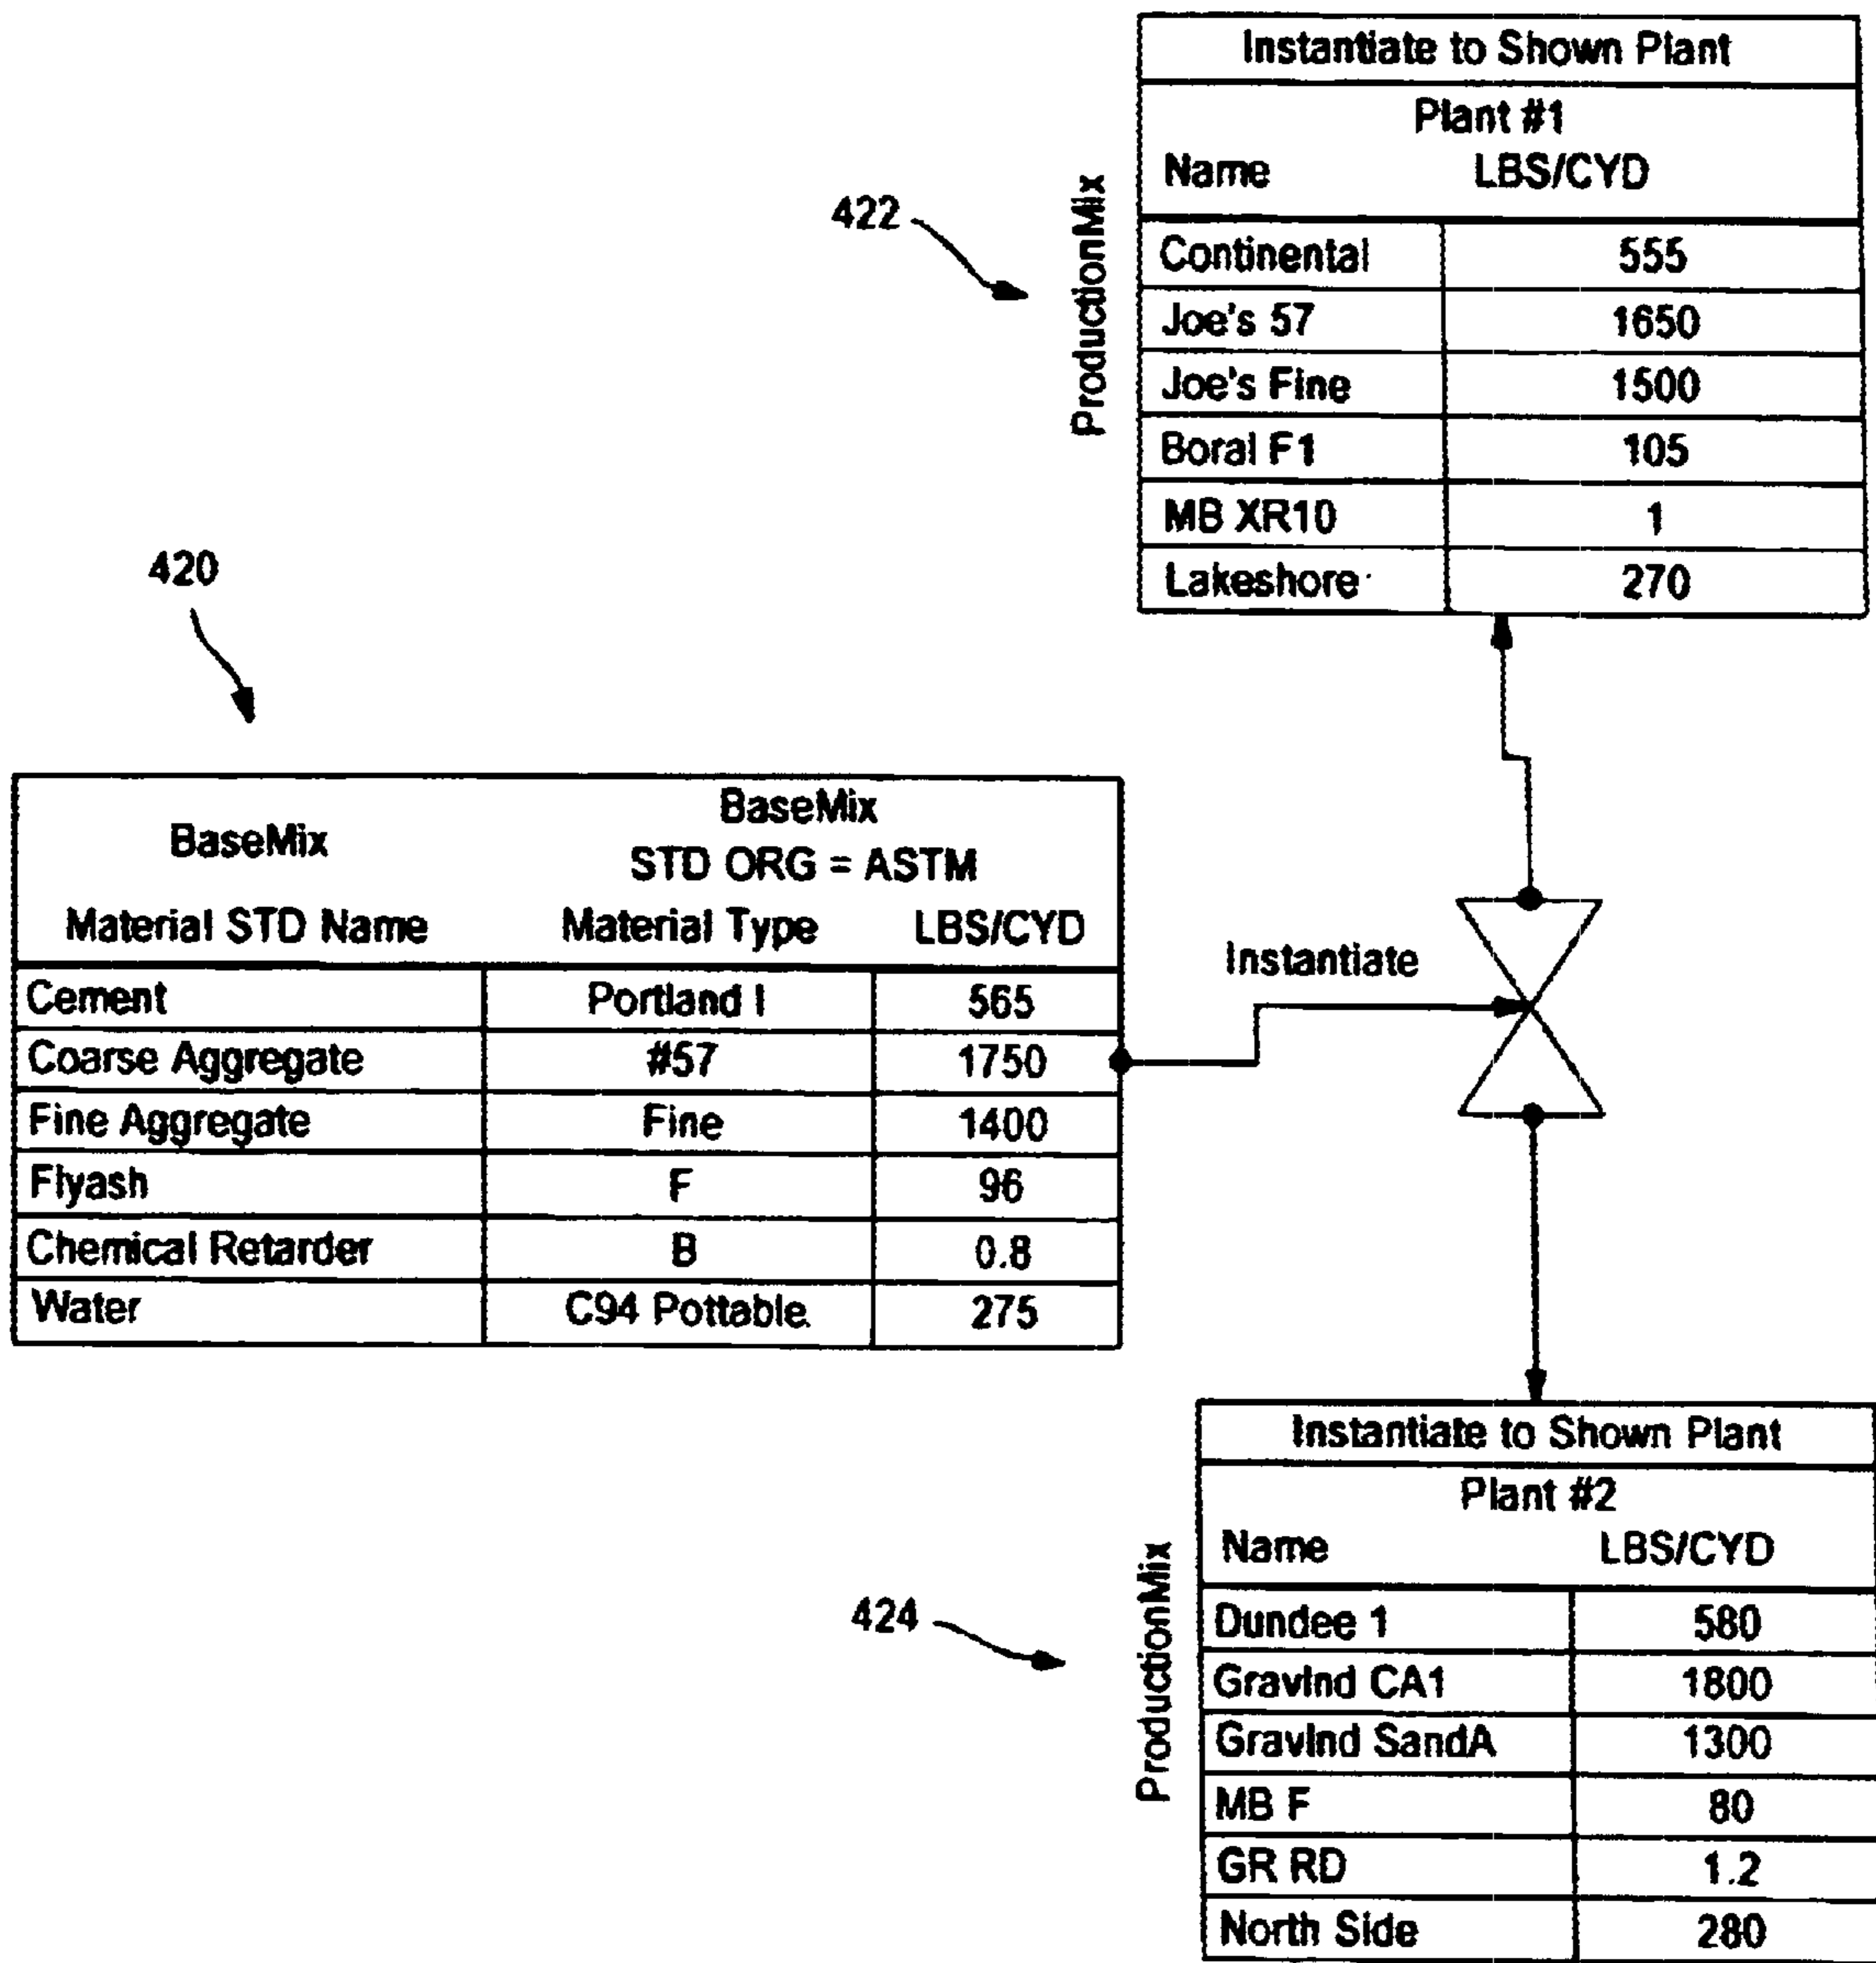 Instantiate to Shown Plant
Plant #1
Name LBS/CYD
Continental 555
Joe's 57 1650
Joe's Fine 1500
Boral F1 105
MB XR10 1
Lakeshore 270
ProductionMix
422
420
BaseMix
BaseMix
STD ORG = ASTM
Material STD Name Material Type LBS/CYD
Cement Portland I 565
Coarse Aggregate #57 1750
Fine Aggregate Fine 1400
Flyash F 96
Chemical Retarder B 0.8
Water C94 Pottable 275
Instantiate
Instantiate to Shown Plant
Plant #2
Name LBS/CYD
Dundee 1 580
GravInd CA1 1800
GravInd SandA 1300
MB F 80
GR RD 1.2
North Side 280
ProductionMix
424